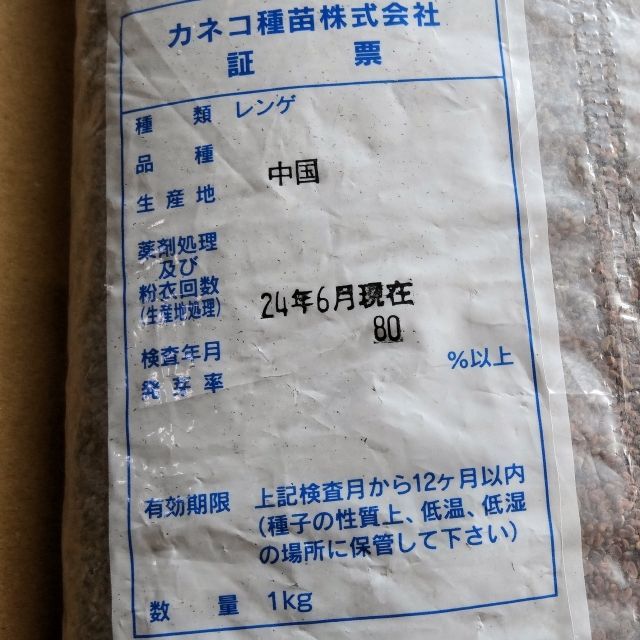 カネコ種苗株式会社
証 票
種 類 レンゲ
品 種
中国
生 産 地
薬剤処理
及び
粉衣回数
(生産地処理)
24年6月現在
80
検査年月
発 芽 率 %以上
有効期限 上記検査月から12ヶ月以内
(種子の性質上、低温、低湿
の場所に保管して下さい)
数 量 1kg